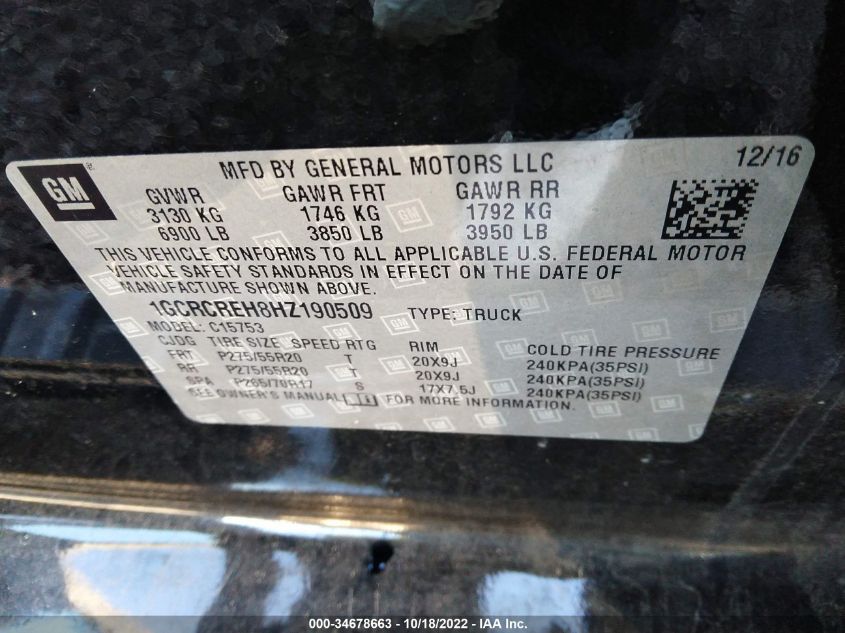 GM
MFD BY GENERAL MOTORS LLC 12/16
GVWR GAWR FRT GAWR RR
3130 KG 1746 KG 1792 KG
6900 LB 3850 LB 3950 LB
THIS VEHICLE CONFORMS TO ALL APPLICABLE U.S. FEDERAL MOTOR
VEHICLE SAFETY STANDARDS IN EFFECT ON THE DATE OF
MANUFACTURE SHOWN ABOVE.
1GCRCREH8HZ190509 TYPE: TRUCK
MODEL: C15753
CJDG TIRE SIZE SPEED RTG RIM COLD TIRE PRESSURE
FRT P275/55R20 T 20X9J 240KPA(35PSI)
RR P275/55R20 T 20X9J 240KPA(35PSI)
SPA P265/70R17 S 17X7.5J 240KPA(35PSI)
SEE OWNER'S MANUAL FOR MORE INFORMATION.
000-34678663 - 10/18/2022 - IAA Inc.